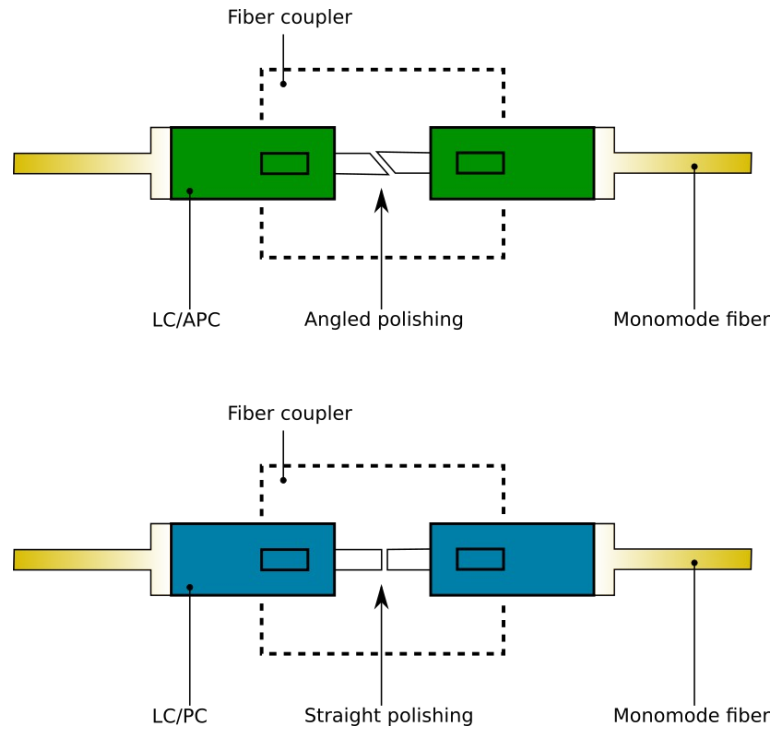 Fiber coupler
LC/APC
Angled polishing
Monomode fiber
Fiber coupler
LC/PC
Straight polishing
Monomode fiber